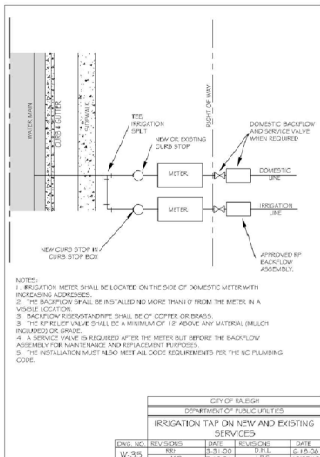 WATER MAIN
CURB & GUTTER
SIDEWALK
RIGHT OF WAY
TEE
IRRIGATION
SPLIT
NEW OR EXISTING
CURB STOP
DOMESTIC BACKFLOW
AND SERVICE VALVE
WHEN REQUIRED
METER
DOMESTIC
LINE
METER
IRRIGATION
LINE
NEW CURB STOP IN
CURB STOP BOX
APPROVED RP
BACKFLOW
ASSEMBLY.
NOTES:
1. IRRIGATION METER SHALL BE LOCATED ON THE SIDE OF DOMESTIC METER WITH
INCREASING ADDRESSES.
2. THE BACKFLOW SHALL BE INSTALLED NO MORE THAN FROM THE METER IN A
VISIBLE LOCATION.
3. BACKFLOW RISER/STANDPIPE SHALL BE OF COPPER OR BRASS.
3. THE RP RELIEF VALVE SHALL BE A MINIMUM OF 12" ABOVE ANY MATERIAL (MULCH
INCLUDED) OR GRADE.
4. A SERVICE VALVE IS REQUIRED AFTER THE METER BUT BEFORE THE BACKFLOW
ASSEMBLY FOR MAINTENANCE AND REPLACEMENT PURPOSES.
5. THE INSTALLATION MUST ALSO MEET ALL CODE REQUIREMENTS PER THE NC PLUMBING
CODE.
CITY OF RALEIGH
DEPARTMENT OF PUBLIC UTILITIES
IRRIGATION TAP ON NEW AND EXISTING
SERVICES
DWG. NO. REVISIONS DATE REVISIONS DATE
W-35 RRH 3-31-00 D.H.L.